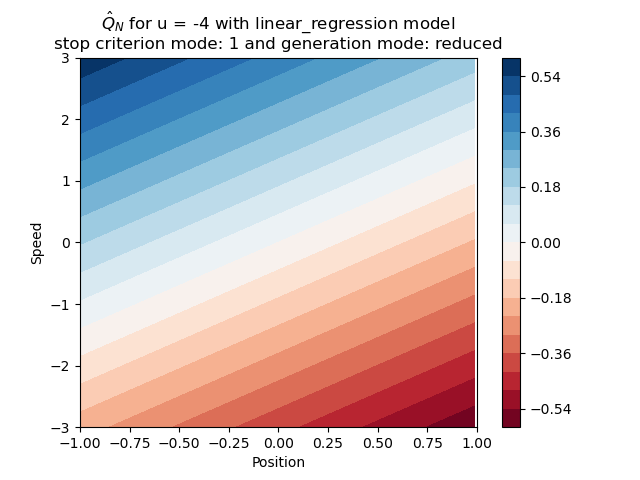 $\hat{Q}_N$ for u = -4 with linear_regression model
stop criterion mode: 1 and generation mode: reduced
3
2
1
0
−1
−2
−3
Speed
−1.00 −0.75 −0.50 −0.25 0.00 0.25 0.50 0.75 1.00
Position
0.54
0.36
0.18
0.00
−0.18
−0.36
−0.54